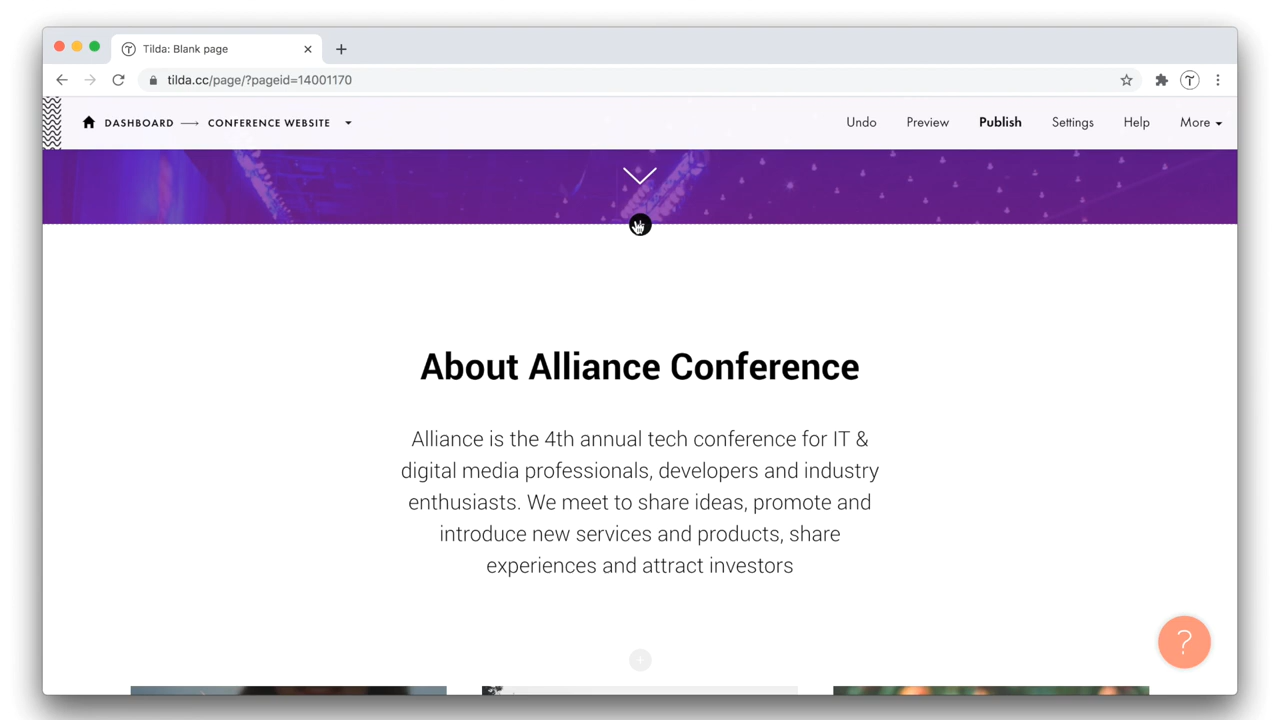 Tilda: Blank page
tilda.cc/page/?pageid=14001170
DASHBOARD → CONFERENCE WEBSITE
Undo Preview Publish Settings Help More
About Alliance Conference
Alliance is the 4th annual tech conference for IT &
digital media professionals, developers and industry
enthusiasts. We meet to share ideas, promote and
introduce new services and products, share
experiences and attract investors
?